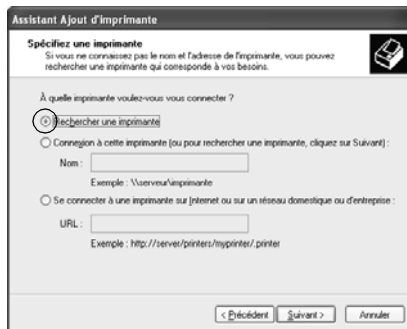 Assistant Ajout d'imprimante
Spécifiez une imprimante
Si vous ne connaissez pas le nom et l'adresse de l'imprimante, vous pouvez
rechercher une imprimante qui corresponde à vos besoins.
À quelle imprimante voulez-vous vous connecter ?
Rechercher une imprimante
Connexion à cette imprimante (ou pour rechercher une imprimante, cliquez sur Suivant) :
Nom :
Exemple : \\serveur\imprimante
Se connecter à une imprimante sur Internet ou sur un réseau domestique ou d'entreprise :
URL :
Exemple : http://server/printers/myprinter/.printer
< Précédent
Suivant >
Annuler